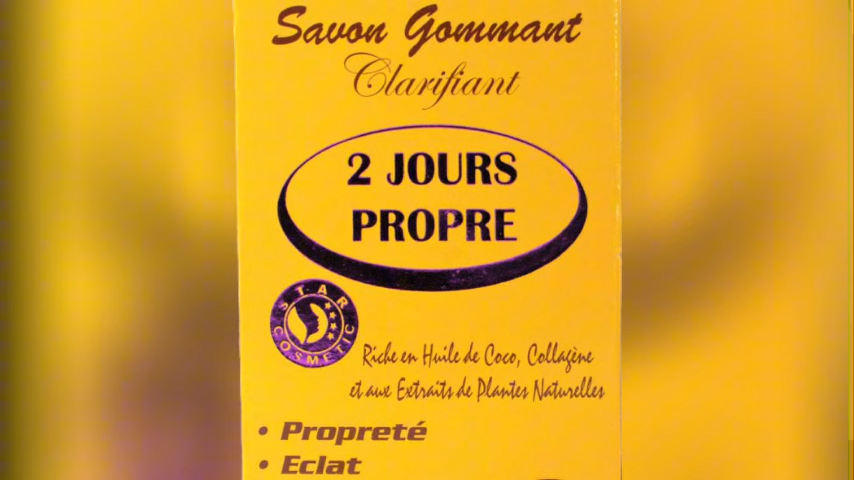 Savon Gommant
Clarifiant
2 JOURS
PROPRE
STAR
COSMETIC
Riche en Huile de Coco, Collagène
et aux Extraits de Plantes Naturelles
• Propreté
• Eclat